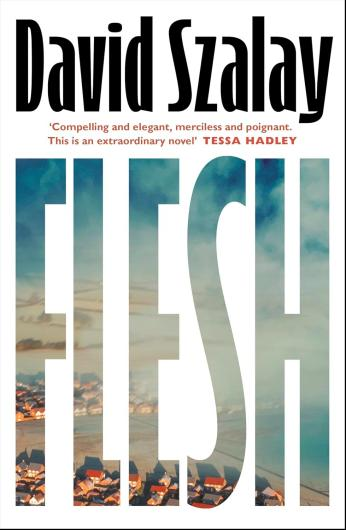 David Szalay
‘Compelling and elegant, merciless and poignant.
This is an extraordinary novel’ TESSA HADLEY
FLESH